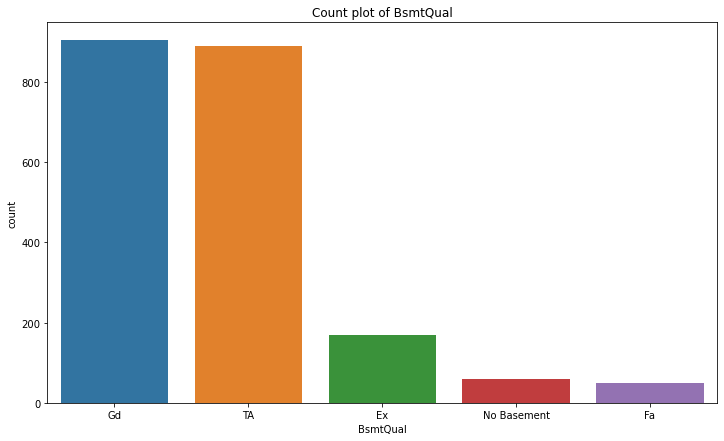 Count plot of BsmtQual
count
800
600
400
200
0
Gd TA Ex No Basement Fa
BsmtQual